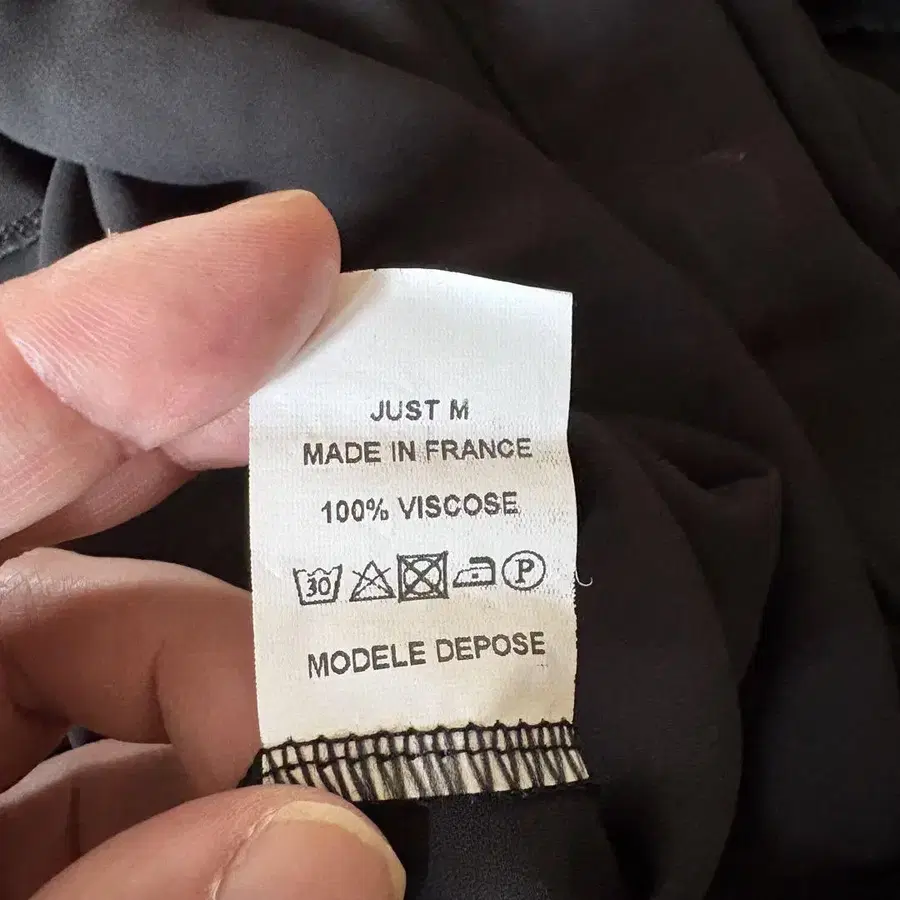 JUST M
MADE IN FRANCE
100% VISCOSE
30 P
MODELE DEPOSE